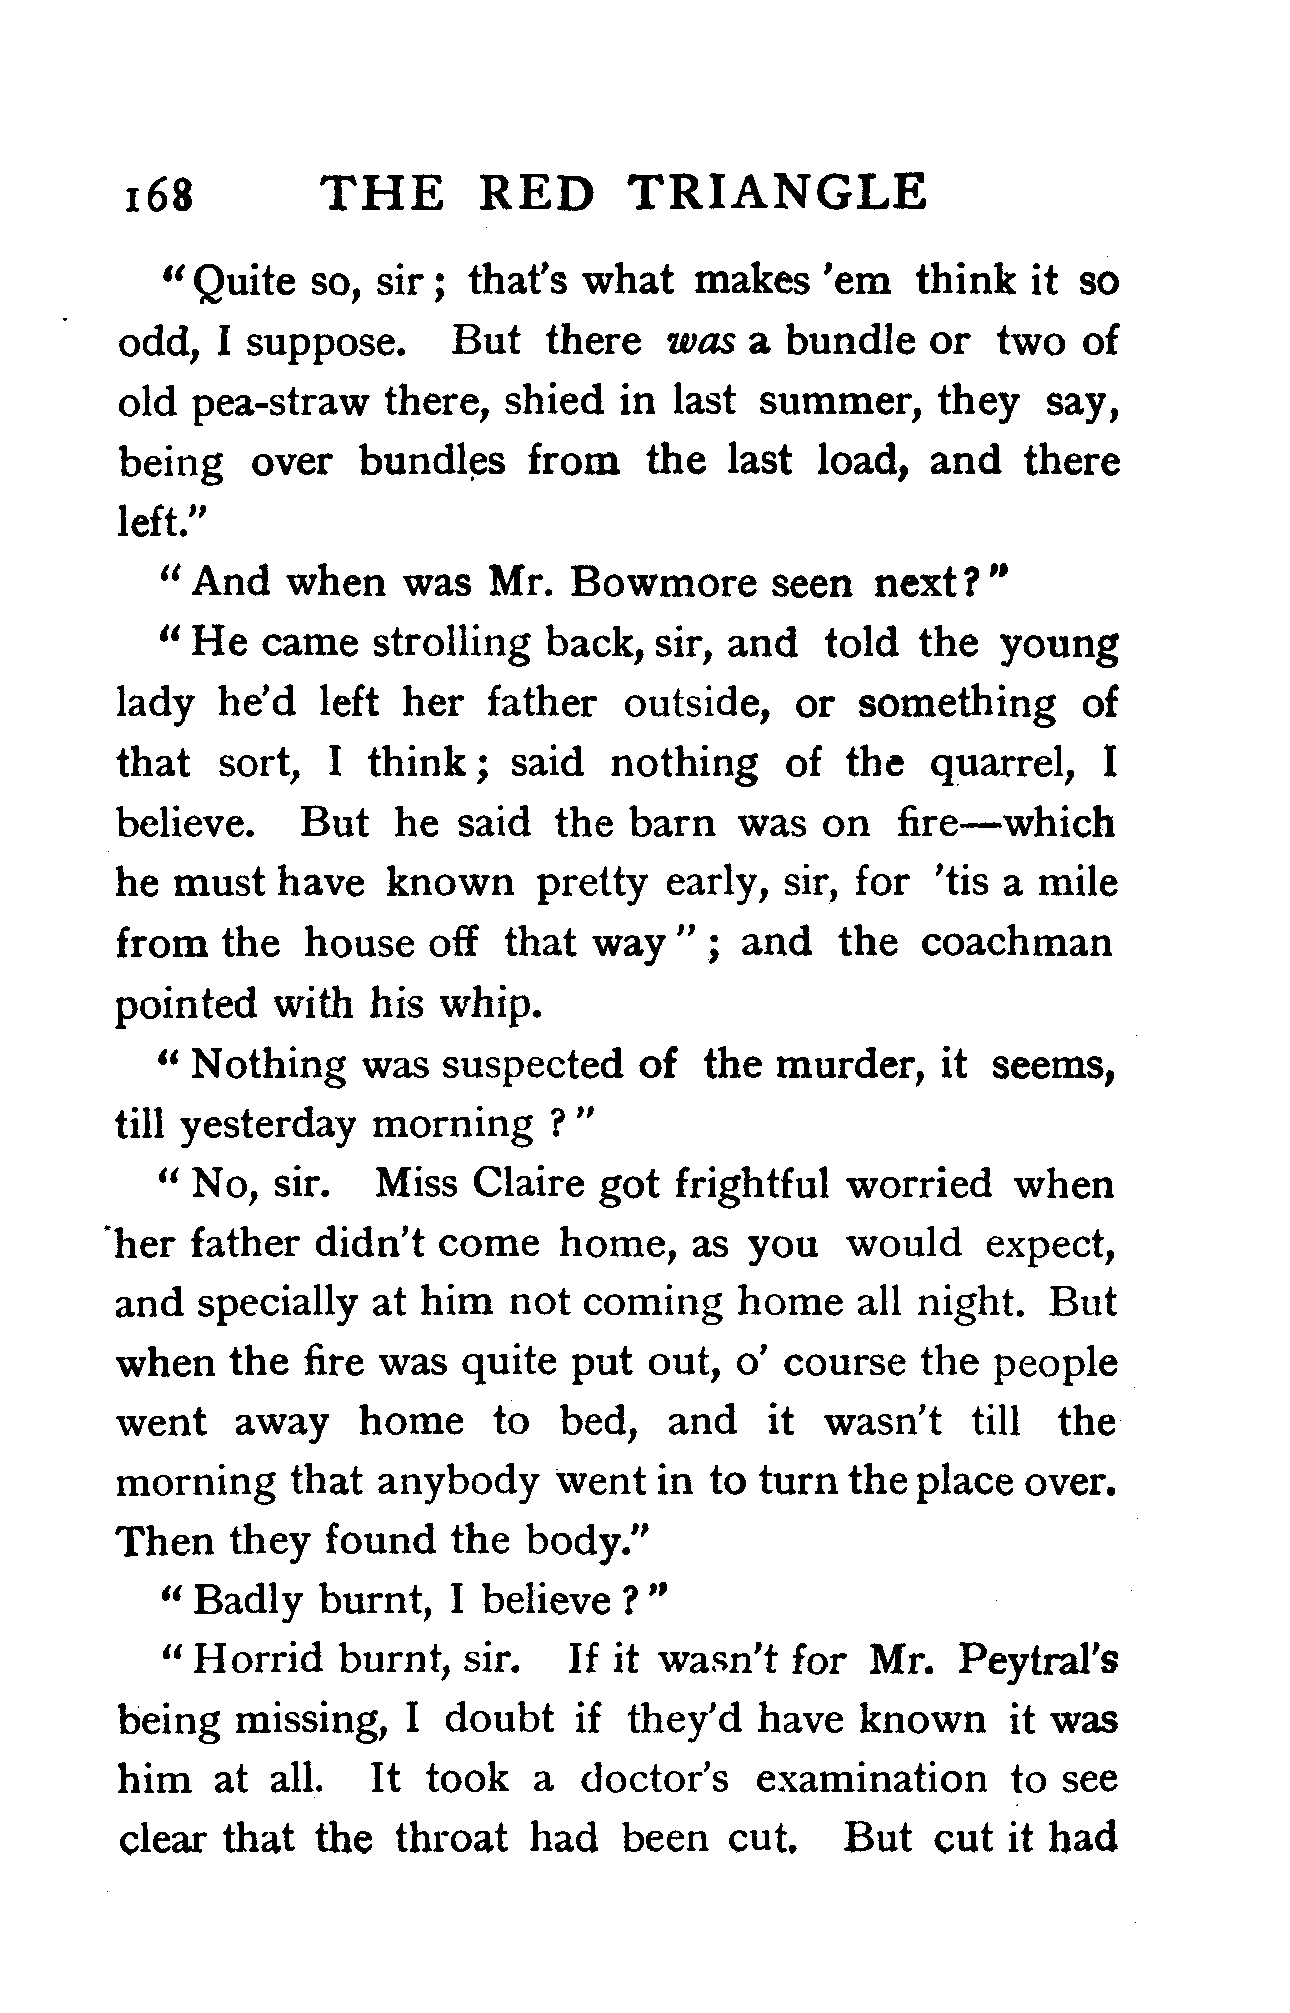 168 THE RED TRIANGLE
"Quite so, sir; that's what makes 'em think it so
odd, I suppose. But there was a bundle or two of
old pea-straw there, shied in last summer, they say,
being over bundles from the last load, and there
left."
"And when was Mr. Bowmore seen next?"
"He came strolling back, sir, and told the young
lady he'd left her father outside, or something of
that sort, I think; said nothing of the quarrel, I
believe. But he said the barn was on fire—which
he must have known pretty early, sir, for 'tis a mile
from the house off that way"; and the coachman
pointed with his whip.
"Nothing was suspected of the murder, it seems,
till yesterday morning?"
"No, sir. Miss Claire got frightful worried when
her father didn't come home, as you would expect,
and specially at him not coming home all night. But
when the fire was quite put out, o' course the people
went away home to bed, and it wasn't till the
morning that anybody went in to turn the place over.
Then they found the body."
"Badly burnt, I believe?"
"Horrid burnt, sir. If it wasn't for Mr. Peytral's
being missing, I doubt if they'd have known it was
him at all. It took a doctor's examination to see
clear that the throat had been cut. But cut it had